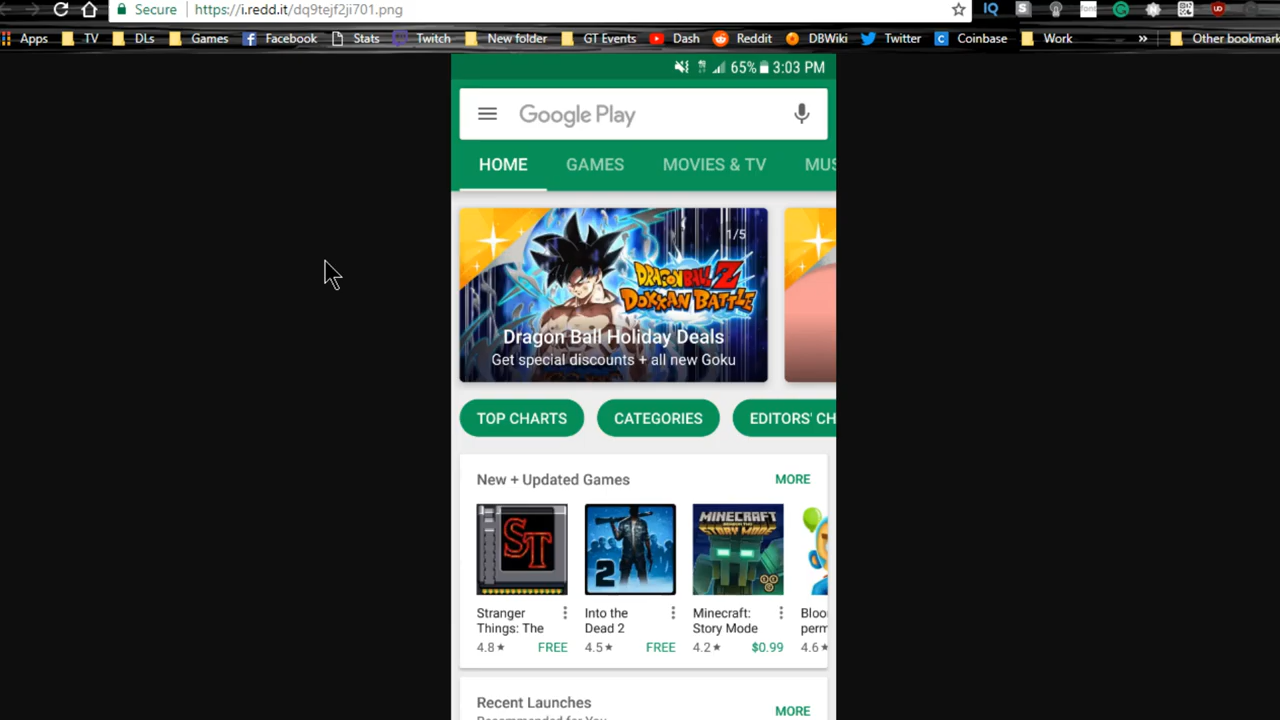 Secure https://i.redd.it/dq9tejf2ji701.png IQ
Apps TV DLs Games Facebook Stats Twitch New folder GT Events Dash Reddit DBWiki Twitter Coinbase Work » Other bookmark
65% 3:03 PM
Google Play
HOME GAMES MOVIES & TV MUS
1/5
DRAGON BALL Z
DOKKAN BATTLE
Dragon Ball Holiday Deals
Get special discounts + all new Goku
TOP CHARTS CATEGORIES EDITORS' CH
New + Updated Games MORE
ST
2
MINECRAFT
STORY MODE
Stranger Into the Minecraft: Bloo
Things: The Dead 2 Story Mode perm
4.8★ FREE 4.5★ FREE 4.2★ $0.99 4.6★
Recent Launches MORE
Recommended for You